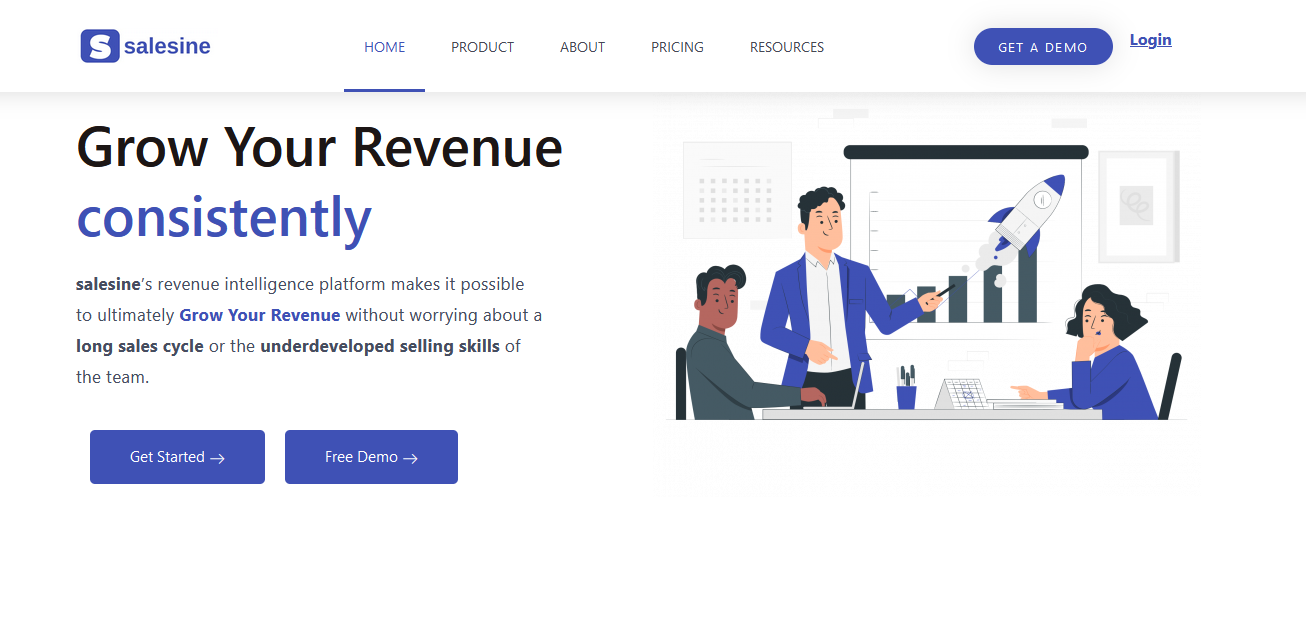 salesine
HOME PRODUCT ABOUT PRICING RESOURCES
GET A DEMO
Login
Grow Your Revenue
consistently
salesine's revenue intelligence platform makes it possible
to ultimately Grow Your Revenue without worrying about a
long sales cycle or the underdeveloped selling skills of
the team.
Get Started →
Free Demo →